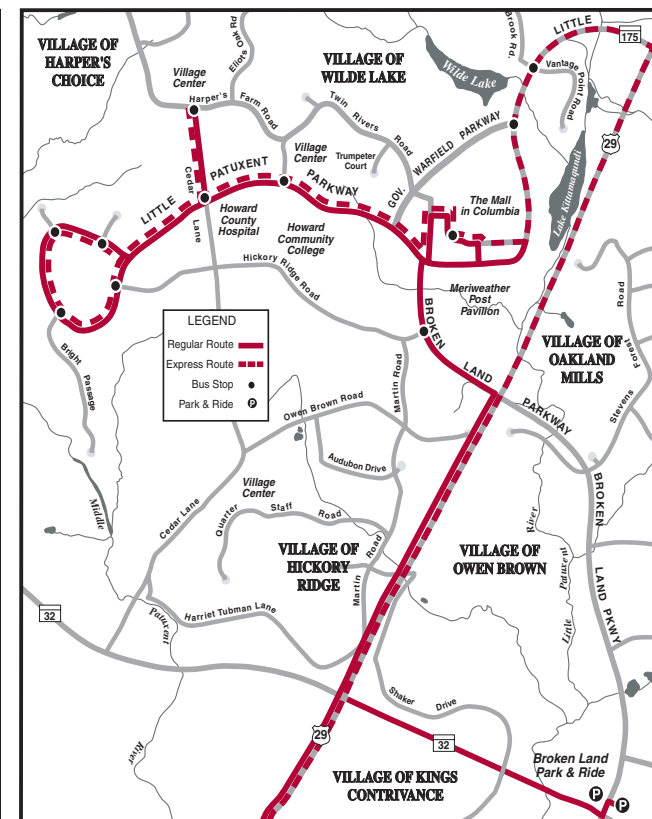 VILLAGE OF
HARPER'S
CHOICE
Eliots Oak Rd
VILLAGE OF
WILDE LAKE
Brook Rd.
LITTLE
175
Village
Center
Wilde Lake
Vantage
Point Road
Harper's
Farm Road
Twin
Rivers
Road
29
Village
Center
WARFIELD PARKWAY
Trumpeter
Court
GOV.
Cedar
Lane
LITTLE
PATUXENT
PARKWAY
The Mall
in Columbia
Lake Kittamaqundi
Howard
County
Hospital
Howard
Community
College
Hickory Ridge Road
Meriweather
Post
Pavillon
Road
Forest
Stevens
LEGEND
Regular Route
Express Route
Bus Stop
Park & Ride P
BROKEN
LAND
PARKWAY
VILLAGE OF
OAKLAND
MILLS
Bright
Passage
Martin Road
Owen Brown Road
Audubon Drive
Village
Center
Cedar Lane
Quarter
Staff
Road
Middle
Patuxent
River
VILLAGE OF
HICKORY
RIDGE
Martin
Road
VILLAGE OF
OWEN BROWN
River
Patuxent
Little
BROKEN
LAND PKWY
32
Harriet Tubman Lane
Shaker
Drive
29
32
Broken Land
Park & Ride
P
P
VILLAGE OF KINGS
CONTRIVANCE